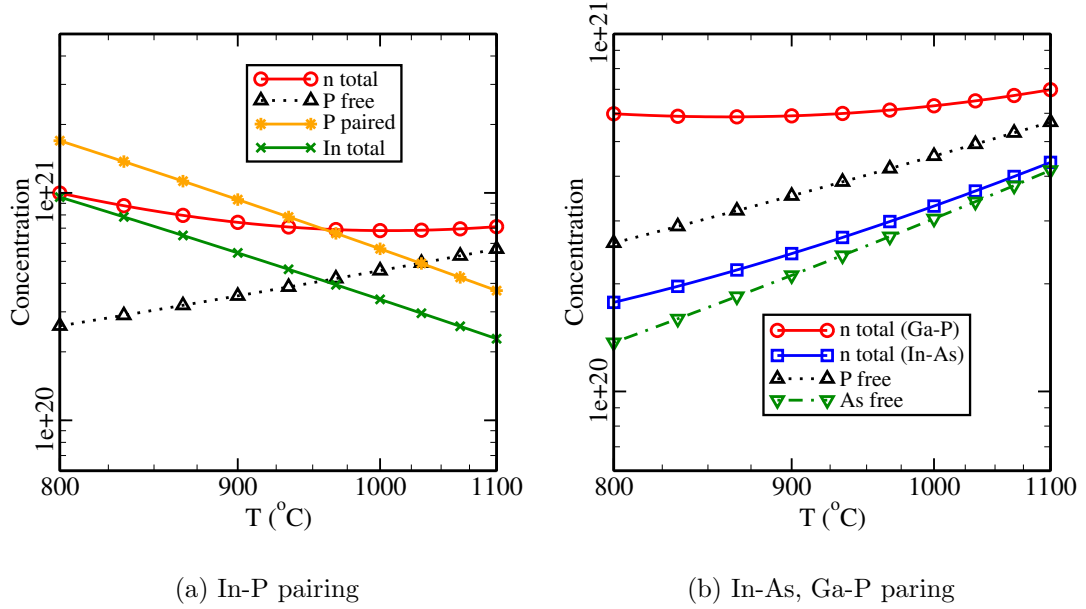 n total
P free
P paired
In total
Concentration
1e+21
1e+20
800
900
1000
1100
T (°C)
(a) In-P pairing
1e+21
1e+20
Concentration
n total (Ga-P)
n total (In-As)
P free
As free
800
900
1000
1100
T (°C)
(b) In-As, Ga-P paring